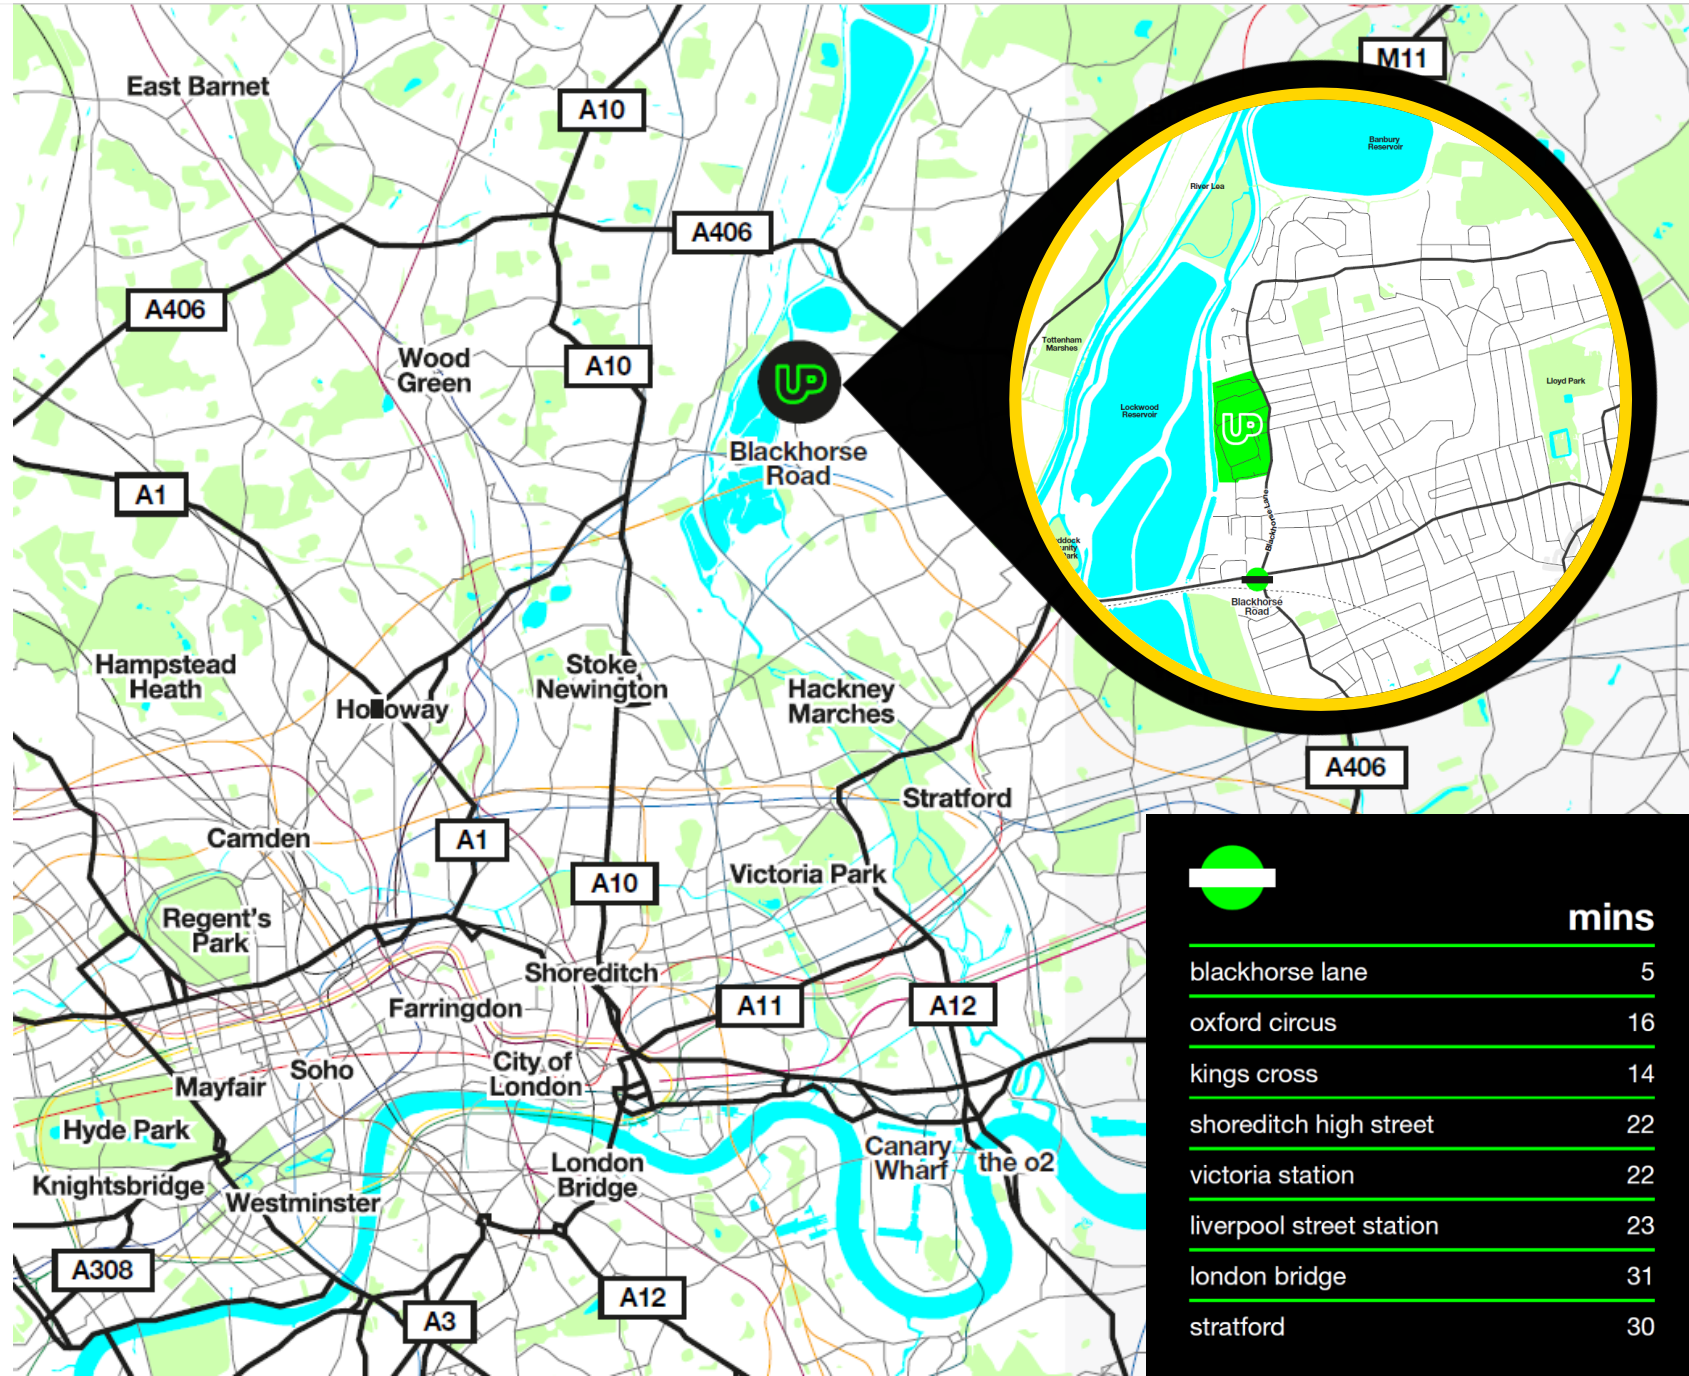 M11
East Barnet
A10
Banbury
Reservoir
River Lea
A406
A406
Tottenham
Marshes
Wood
Green
A10
UP
Lloyd Park
Lockwood
Reservoir
UP
Blackhorse
Road
A1
Blackhorse Lane
Blackhorse
Road
Hampstead
Heath
Stoke
Newington
Hackney
Marches
Holloway
A406
Stratford
Camden
A1
A10
Victoria Park
Regent's
Park
Shoreditch
Farringdon
A11
A12
City of
London
Soho
Mayfair
Hyde Park
Canary
Wharf
the o2
London
Bridge
Knightsbridge
Westminster
A308
A12
A3
mins
blackhorse lane 5
oxford circus 16
kings cross 14
shoreditch high street 22
victoria station 22
liverpool street station 23
london bridge 31
stratford 30